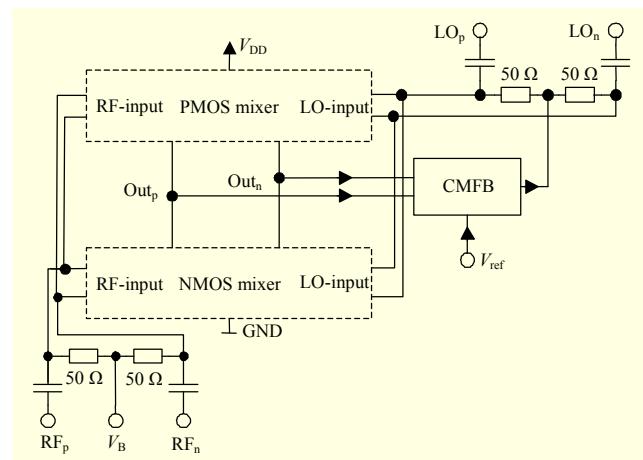 LOp
LOn
VDD
50 Ω
50 Ω
RF-input
PMOS mixer
LO-input
Outp
Outn
CMFB
Vref
RF-input
NMOS mixer
LO-input
GND
50 Ω
50 Ω
RFp
VB
RFn